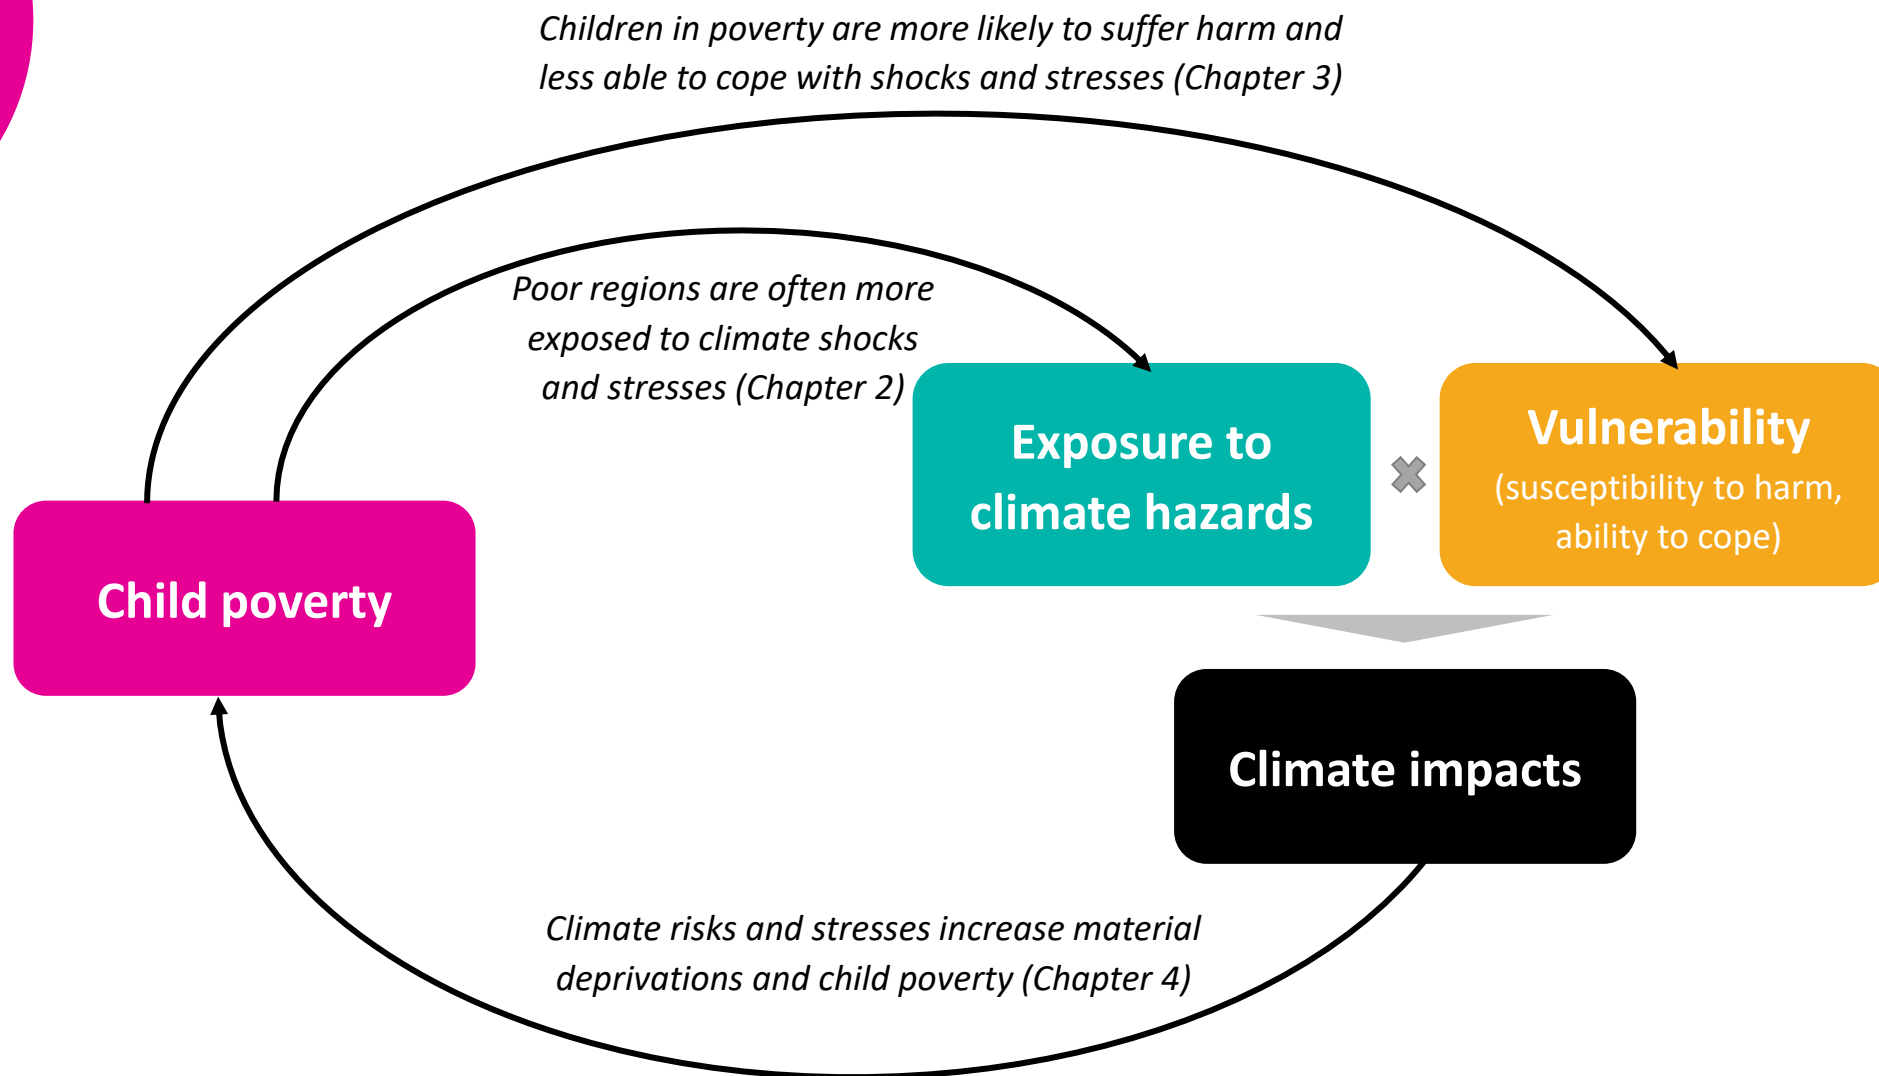 Children in poverty are more likely to suffer harm and
less able to cope with shocks and stresses (Chapter 3)
Poor regions are often more
exposed to climate shocks
and stresses (Chapter 2)
Exposure to
climate hazards
Vulnerability
(susceptibility to harm,
ability to cope)
Child poverty
Climate impacts
Climate risks and stresses increase material
deprivations and child poverty (Chapter 4)